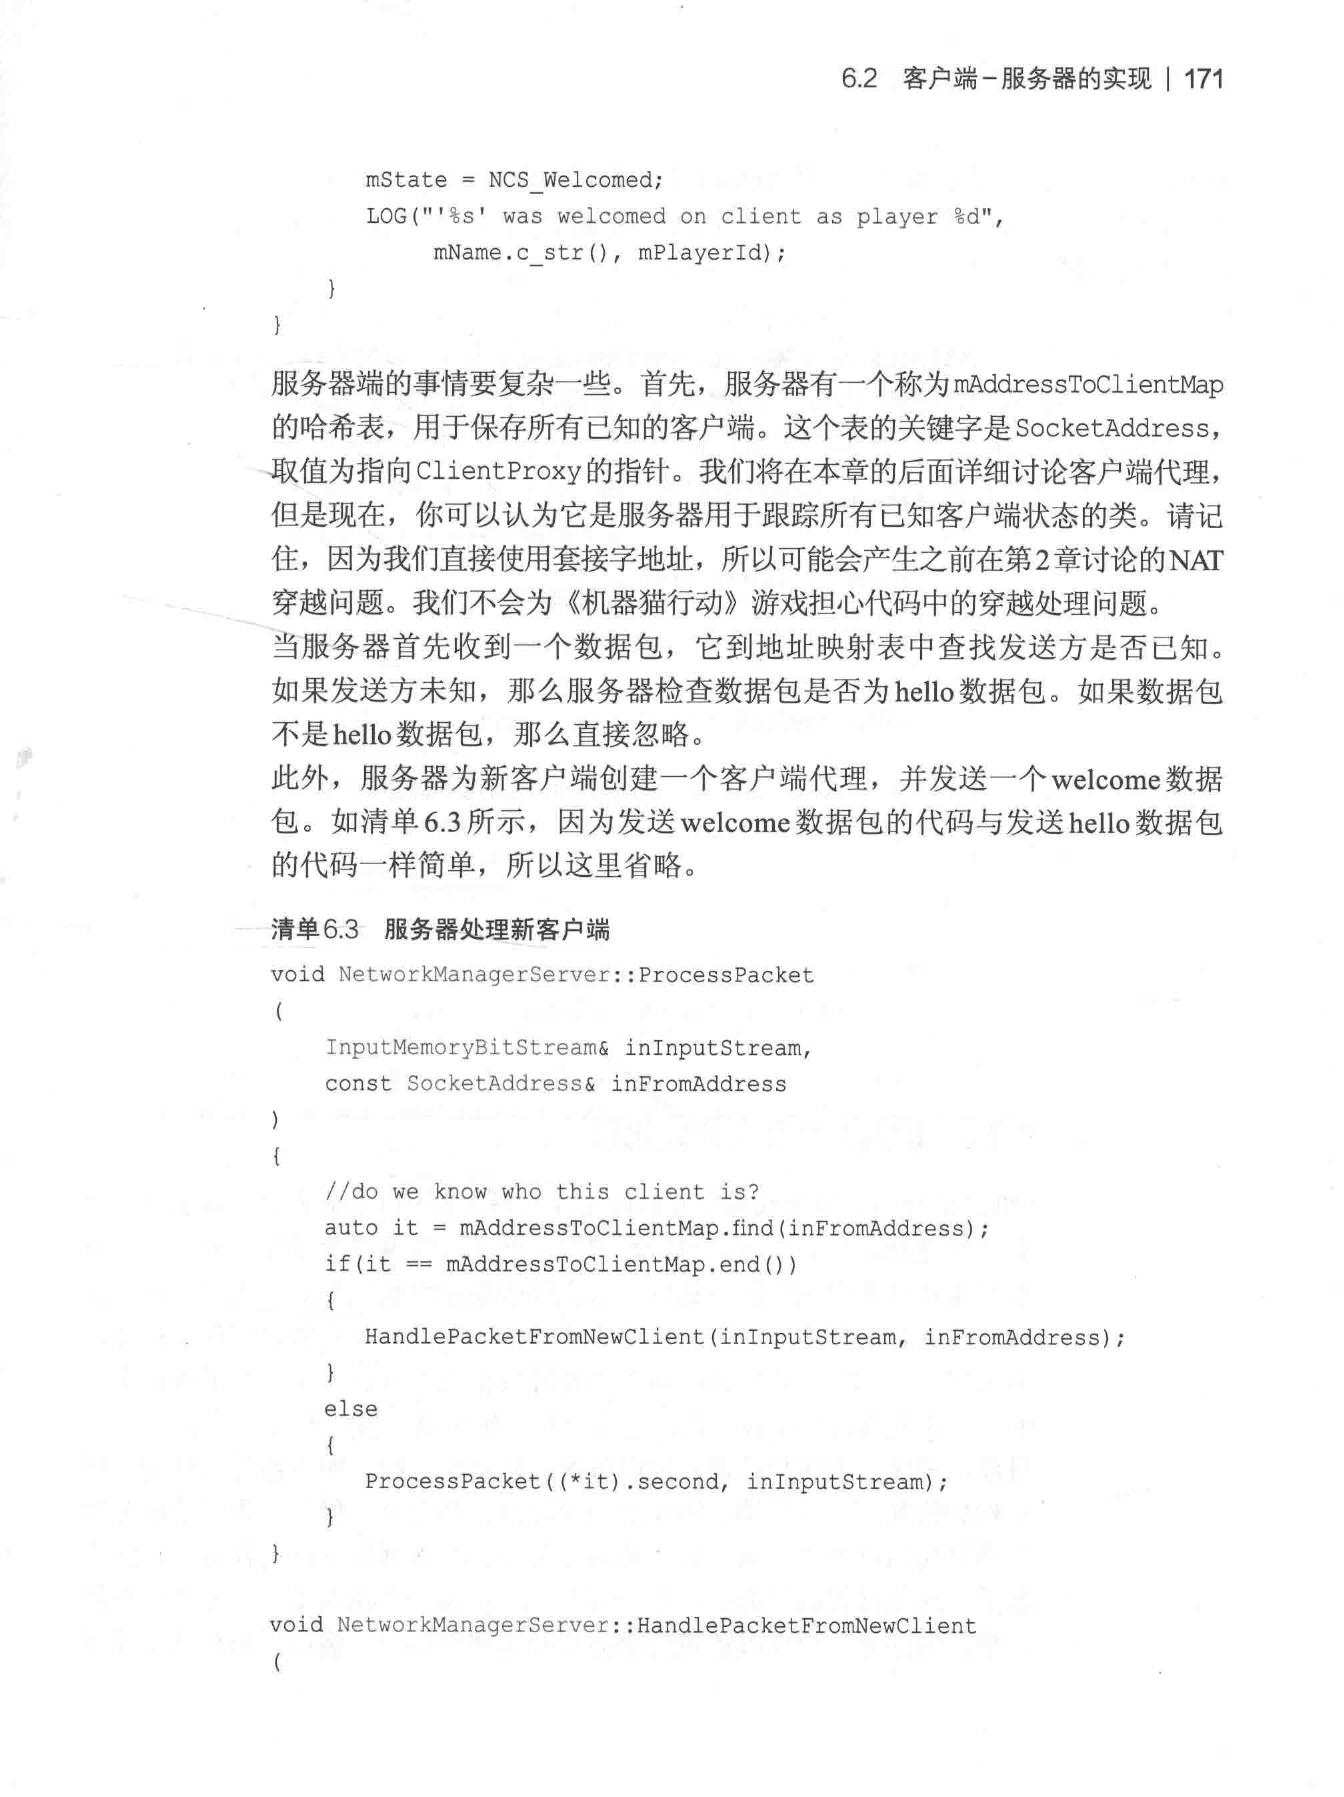 6.2 客户端－服务器的实现 | 171
mState = NCS_Welcomed;
LOG("'%s' was welcomed on client as player %d",
mName.c_str(), mPlayerId);
}
}
服务器端的事情要复杂一些。首先，服务器有一个称为mAddressToClientMap
的哈希表，用于保存所有已知的客户端。这个表的关键字是SocketAddress，
取值为指向ClientProxy的指针。我们将在本章的后面详细讨论客户端代理，
但是现在，你可以认为它是服务器用于跟踪所有已知客户端状态的类。请记
住，因为我们直接使用套接字地址，所以可能会产生之前在第2章讨论的NAT
穿越问题。我们不会为《机器猫行动》游戏担心代码中的穿越处理问题。
当服务器首先收到一个数据包，它到地址映射表中查找发送方是否已知。
如果发送方未知，那么服务器检查数据包是否为hello数据包。如果数据包
不是hello数据包，那么直接忽略。
此外，服务器为新客户端创建一个客户端代理，并发送一个welcome数据
包。如清单6.3所示，因为发送welcome数据包的代码与发送hello数据包
的代码一样简单，所以这里省略。
清单6.3 服务器处理新客户端
void NetworkManagerServer::ProcessPacket
(
InputMemoryBitStream& inInputStream,
const SocketAddress& inFromAddress
)
{
//do we know who this client is?
auto it = mAddressToClientMap.find(inFromAddress);
if(it == mAddressToClientMap.end())
{
HandlePacketFromNewClient(inInputStream, inFromAddress);
}
else
{
ProcessPacket((*it).second, inInputStream);
}
}
void NetworkManagerServer::HandlePacketFromNewClient
(